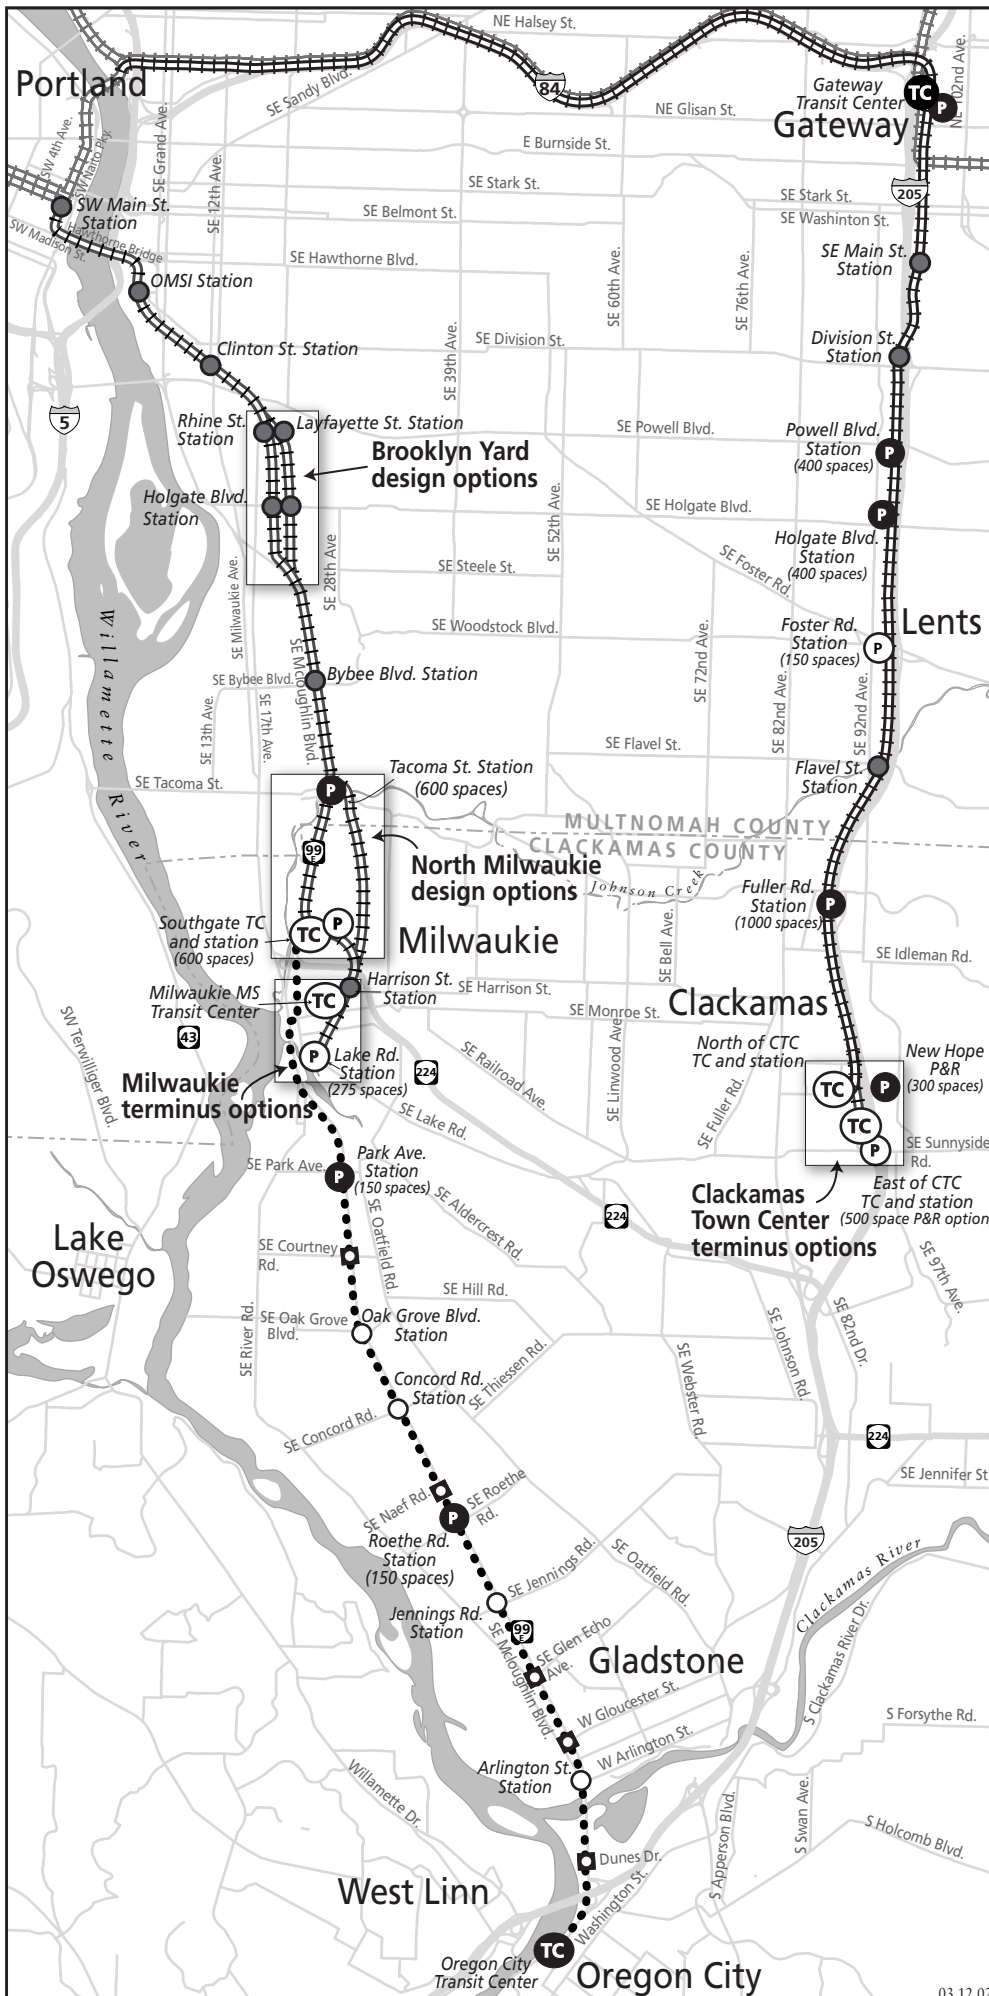 NE Halsey St.
Portland
SE Sandy Blvd.
84
Gateway
Transit Center
TC
P
NE 102nd Ave.
NE Glisan St.
Gateway
SW 4th Ave.
SW Naito Pky.
SE Grand Ave.
SE 12th Ave.
E Burnside St.
SE Stark St.
SE Stark St.
205
SW Main St.
Station
SE Belmont St.
SE Washinton St.
SW Madison St.
Hawthorne Bridge
SE Hawthorne Blvd.
SE 60th Ave.
SE 76th Ave.
SE Main St.
Station
OMSI Station
SE 39th Ave.
SE Division St.
Division St.
Station
Clinton St. Station
5
Rhine St.
Station
Layfayette St. Station
SE Powell Blvd.
Powell Blvd.
Station
(400 spaces)
P
Brooklyn Yard
design options
Holgate Blvd.
Station
SE 52th Ave.
SE Holgate Blvd.
P
Holgate Blvd.
Station
(400 spaces)
SE 28th Ave
SE Steele St.
SE Foster Rd.
SE Milwaukie Ave.
Willamette
River
SE Woodstock Blvd.
Foster Rd.
Station
(150 spaces)
P
Lents
SE Mcloughlin Blvd.
SE 72nd Ave.
SE Bybee Blvd.
Bybee Blvd. Station
SE 13th Ave.
SE 17th Ave.
SE 82nd Ave.
SE 92nd Ave.
SE Flavel St.
Flavel St.
Station
SE Tacoma St.
P
Tacoma St. Station
(600 spaces)
MULTNOMAH COUNTY
CLACKAMAS COUNTY
99
E
North Milwaukie
design options
Johnson Creek
Fuller Rd.
Station
(1000 spaces)
P
Southgate TC
and station
(600 spaces)
TC
P
Milwaukie
SE Bell Ave.
SE Idleman Rd.
Milwaukie MS
Transit Center
TC
Harrison St.
Station
SE Harrison St.
SE Monroe St.
Clackamas
SW Terwilliger Blvd.
43
P
Lake Rd.
Station
(275 spaces)
224
SE Railroad Ave.
SE Linwood Ave.
North of CTC
TC and station
New Hope
P&R
(300 spaces)
TC
P
TC
P
Milwaukie
terminus options
SE Lake Rd.
SE Fuller Rd.
SE Sunnyside
Rd.
SE Park Ave.
P
Park Ave.
Station
(150 spaces)
East of CTC
TC and station
(500 space P&R option
Clackamas
Town Center
terminus options
SE Aldercrest Rd.
SE Oatfield Rd.
224
Lake
Oswego
SE Courtney
Rd.
SE 97th Ave.
SE Hill Rd.
SE River Rd.
SE Oak Grove
Blvd.
Oak Grove Blvd.
Station
SE 82nd Dr.
SE Johnson Rd.
SE Thiessen Rd.
SE Webster Rd.
Concord Rd.
Station
SE Concord Rd.
224
SE Jennifer St
SE Naef Rd.
SE Roethe
Rd.
P
Roethe Rd.
Station
(150 spaces)
205
Clackamas River
SE Jennings Rd.
SE Oatfield Rd.
Jennings Rd.
Station
99
E
SE Glen Echo
Ave.
S Clackamas River Dr.
Gladstone
SE Mcloughlin Blvd.
W Gloucester St.
S Forsythe Rd.
W Arlington St.
Arlington St.
Station
Willamette Dr.
S Apperson Blvd.
S Swan Ave.
S Holcomb Blvd.
Dunes Dr.
West Linn
Washington St.
TC
Oregon City
Transit Center
Oregon City
03.12.07